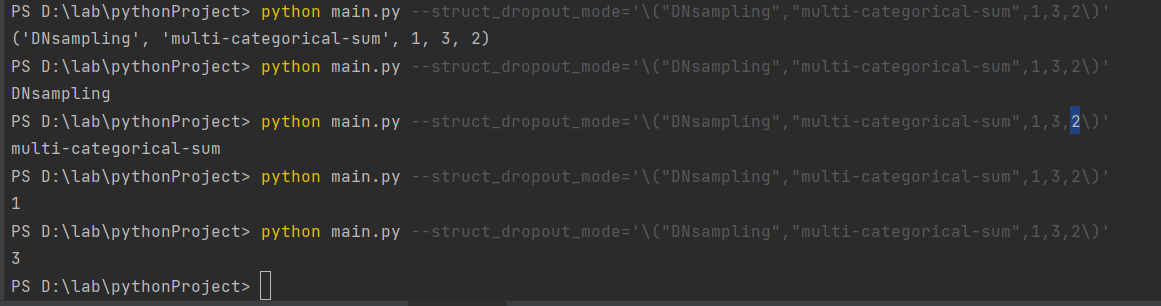 PS D:\lab\pythonProject> python main.py --struct_dropout_mode='\("DNsampling","multi-categorical-sum",1,3,2\)'
('DNsampling', 'multi-categorical-sum', 1, 3, 2)
PS D:\lab\pythonProject> python main.py --struct_dropout_mode='\("DNsampling","multi-categorical-sum",1,3,2\)'
DNsampling
PS D:\lab\pythonProject> python main.py --struct_dropout_mode='\("DNsampling","multi-categorical-sum",1,3,2\)'
multi-categorical-sum
PS D:\lab\pythonProject> python main.py --struct_dropout_mode='\("DNsampling","multi-categorical-sum",1,3,2\)'
1
PS D:\lab\pythonProject> python main.py --struct_dropout_mode='\("DNsampling","multi-categorical-sum",1,3,2\)'
3
PS D:\lab\pythonProject>